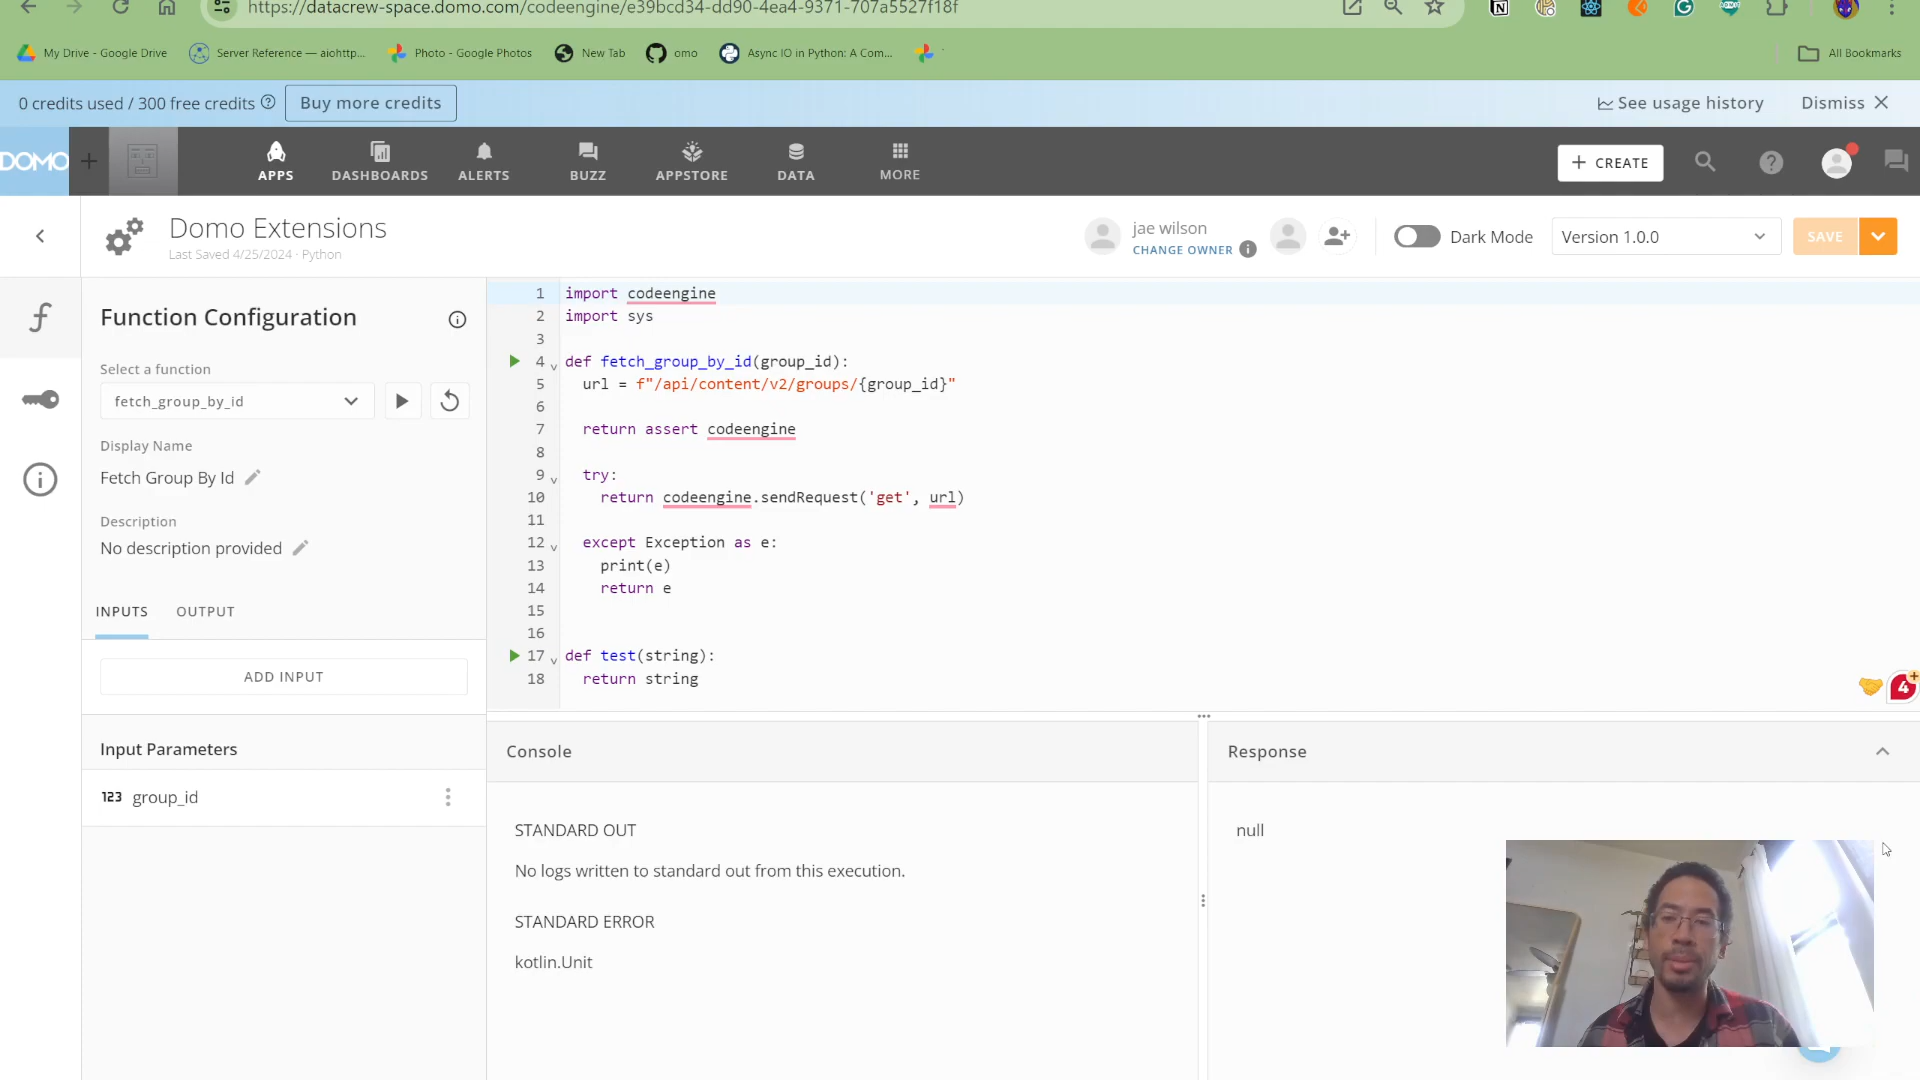 https://datacrew-space.domo.com/codeengine/e39bcd34-dd90-4ea4-9371-707a5527f18f
My Drive - Google Drive
Server Reference — aiohttp...
Photo - Google Photos
New Tab
omo
Async IO in Python: A Com...
All Bookmarks
0 credits used / 300 free credits
Buy more credits
See usage history
Dismiss
DOMO
APPS
DASHBOARDS
ALERTS
BUZZ
APPSTORE
DATA
MORE
+ CREATE
Domo Extensions
Last Saved 4/25/2024 · Python
jae wilson
CHANGE OWNER
Dark Mode
Version 1.0.0
SAVE
Function Configuration
Select a function
fetch_group_by_id
Display Name
Fetch Group By Id
Description
No description provided
INPUTS
OUTPUT
ADD INPUT
Input Parameters
123 group_id
1 import codeengine
2 import sys
3
4 def fetch_group_by_id(group_id):
5 url = f"/api/content/v2/groups/{group_id}"
6
7 return assert codeengine
8
9 try:
10 return codeengine.sendRequest('get', url)
11
12 except Exception as e:
13 print(e)
14 return e
15
16
17 def test(string):
18 return string
4+
Console
STANDARD OUT
No logs written to standard out from this execution.
STANDARD ERROR
kotlin.Unit
Response
null